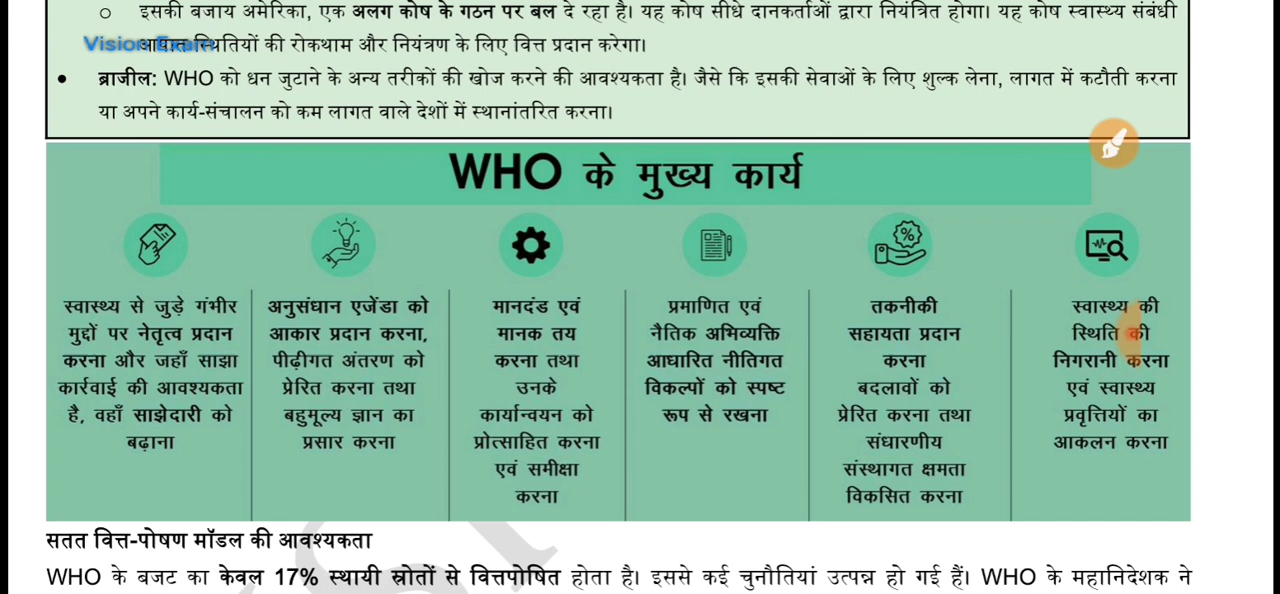 इसकी बजाय अमेरिका, एक अलग कोष के गठन पर बल दे रहा है। यह कोष सीधे दानकर्ताओं द्वारा नियंत्रित होगा। यह कोष स्वास्थ्य संबंधी
Vision Exam
स्थितियों की रोकथाम और नियंत्रण के लिए वित्त प्रदान करेगा।
ब्राजील: WHO को धन जुटाने के अन्य तरीकों की खोज करने की आवश्यकता है। जैसे कि इसकी सेवाओं के लिए शुल्क लेना, लागत में कटौती करना
या अपने कार्य-संचालन को कम लागत वाले देशों में स्थानांतरित करना।
WHO के मुख्य कार्य
स्वास्थ्य से जुड़े गंभीर
मुद्दों पर नेतृत्व प्रदान
करना और जहाँ साझा
कार्रवाई की आवश्यकता
है, वहाँ साझेदारी को
बढ़ाना
अनुसंधान एजेंडा को
आकार प्रदान करना,
पीढ़ीगत अंतरण को
प्रेरित करना तथा
बहुमूल्य ज्ञान का
प्रसार करना
मानदंड एवं
मानक तय
करना तथा
उनके
कार्यान्वयन को
प्रोत्साहित करना
एवं समीक्षा
करना
प्रमाणित एवं
नैतिक अभिव्यक्ति
आधारित नीतिगत
विकल्पों को स्पष्ट
रूप से रखना
तकनीकी
सहायता प्रदान
करना
बदलावों को
प्रेरित करना तथा
संधारणीय
संस्थागत क्षमता
विकसित करना
स्वास्थ्य की
स्थिति की
निगरानी करना
एवं स्वास्थ्य
प्रवृत्तियों का
आकलन करना
सतत वित्त-पोषण मॉडल की आवश्यकता
WHO के बजट का केवल 17% स्थायी स्रोतों से वित्तपोषित होता है। इससे कई चुनौतियां उत्पन्न हो गई हैं। WHO के महानिदेशक ने